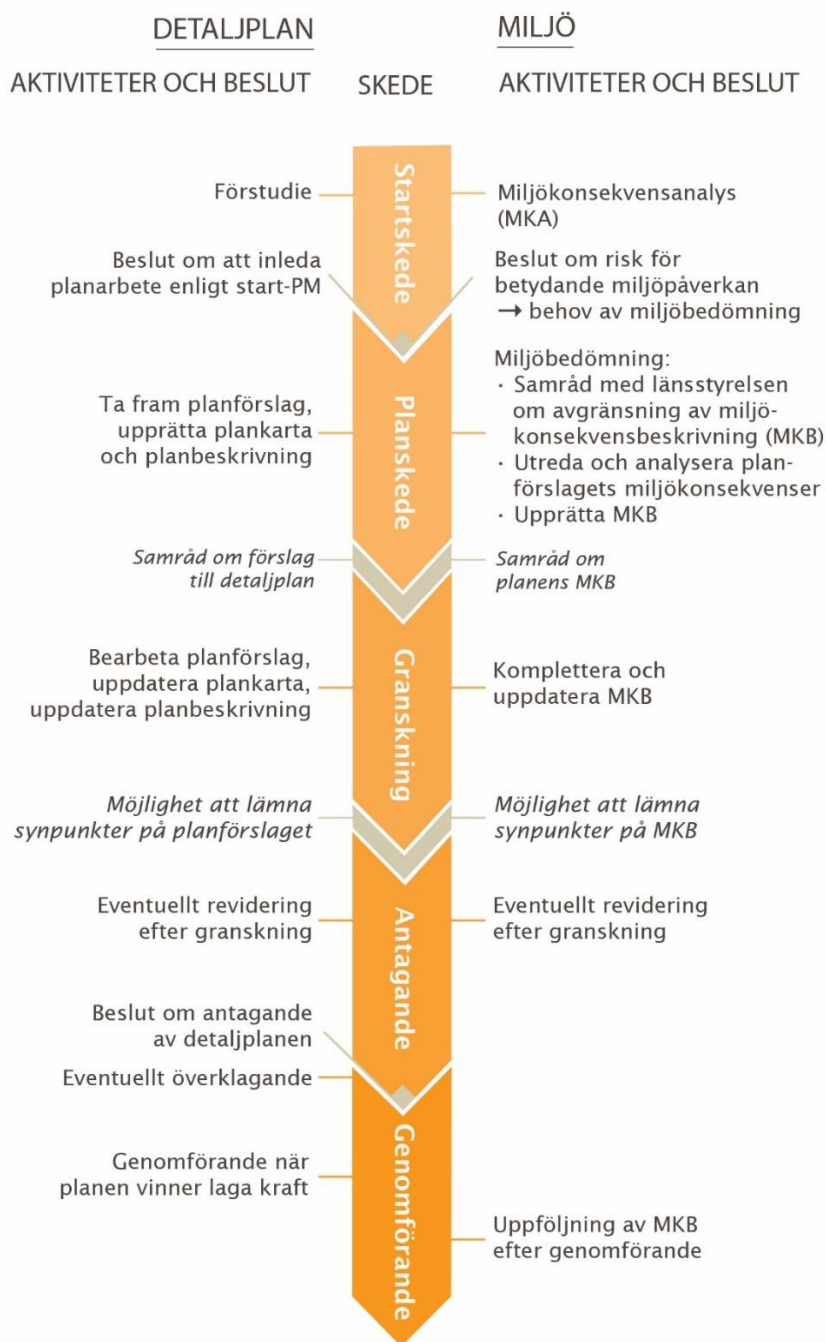 DETALJPLAN
MILJÖ
AKTIVITETER OCH BESLUT
SKEDE
AKTIVITETER OCH BESLUT
Startskede
Förstudie
Miljökonsekvensanalys
(MKA)
Beslut om att inleda
planarbete enligt start-PM
Beslut om risk för
betydande miljöpåverkan
→ behov av miljöbedömning
Planskede
Ta fram planförslag,
upprätta plankarta
och planbeskrivning
Miljöbedömning:
· Samråd med länsstyrelsen
om avgränsning av miljö-
konsekvensbeskrivning (MKB)
· Utreda och analysera plan-
förslagets miljökonsekvenser
· Upprätta MKB
Samråd om förslag
till detaljplan
Samråd om
planens MKB
Granskning
Bearbeta planförslag,
uppdatera plankarta,
uppdatera planbeskrivning
Komplettera och
uppdatera MKB
Möjlighet att lämna
synpunkter på planförslaget
Möjlighet att lämna
synpunkter på MKB
Antagande
Eventuellt revidering
efter granskning
Eventuellt revidering
efter granskning
Beslut om antagande
av detaljplanen
Eventuellt överklagande
Genomförande
Genomförande när
planen vinner laga kraft
Uppföljning av MKB
efter genomförande